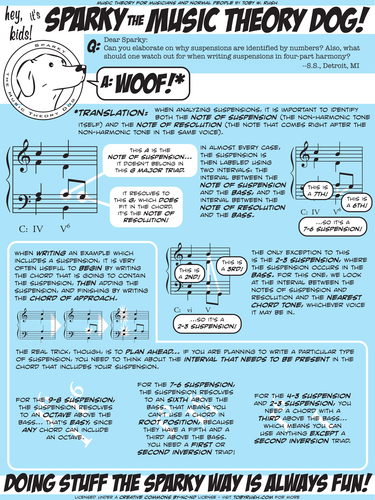 MUSIC THEORY FOR MUSICIANS AND NORMAL PEOPLE BY TOBY W. RUSH
hey, it's
kids!
SPARKY THE MUSIC THEORY DOG!
SPARKY
THE MUSIC THEORY DOG
Q: Dear Sparky:
Can you elaborate on why suspensions are identified by numbers? Also, what
should one watch out for when writing suspensions in four-part harmony?
--S.S., Detroit, MI
A: WOOF!*
*TRANSLATION: WHEN ANALYZING SUSPENSIONS, IT IS IMPORTANT TO IDENTIFY
BOTH THE NOTE OF SUSPENSION (THE NON-HARMONIC TONE
ITSELF) AND THE NOTE OF RESOLUTION (THE NOTE THAT COMES RIGHT AFTER THE
NON-HARMONIC TONE IN THE SAME VOICE).
THIS A IS THE
NOTE OF SUSPENSION...
IT DOESN'T BELONG IN
THIS G MAJOR TRIAD.
IT RESOLVES TO
THIS G, WHICH DOES
FIT IN THE CHORD.
IT'S THE NOTE OF
RESOLUTION!
C: IV V6
IN ALMOST EVERY CASE,
THE SUSPENSION
IS THEN
LABELED USING
TWO INTERVALS: THE
INTERVAL BETWEEN
THE NOTE OF
SUSPENSION AND
THE BASS, AND THE
INTERVAL BETWEEN
THE NOTE OF
RESOLUTION AND
THE BASS.
THIS IS
A 7TH!
THIS IS
A 6TH!
C: IV
...SO IT'S A
7-6 SUSPENSION!
WHEN WRITING AN EXAMPLE WHICH
INCLUDES A SUSPENSION, IT IS VERY
OFTEN USEFUL TO BEGIN BY WRITING
THE CHORD THAT IS GOING TO CONTAIN
THE SUSPENSION, THEN ADDING THE
SUSPENSION, AND FINISHING BY WRITING
THE CHORD OF APPROACH.
THIS IS
A 2ND!
THIS IS
A 3RD!
C: vi V
...SO IT'S A
2-3 SUSPENSION!
THE ONLY EXCEPTION TO THIS
IS THE 2-3 SUSPENSION, WHERE
THE SUSPENSION OCCURS IN THE
BASS. FOR THIS ONE, WE LOOK
AT THE INTERVAL BETWEEN THE
NOTES OF SUSPENSION AND
RESOLUTION AND THE NEAREST
CHORD TONE, WHICHEVER VOICE
IT MAY BE IN.
THE REAL TRICK, THOUGH, IS TO PLAN AHEAD... IF YOU ARE PLANNING TO WRITE A PARTICULAR TYPE
OF SUSPENSION, YOU NEED TO THINK ABOUT THE INTERVAL THAT NEEDS TO BE PRESENT IN THE
CHORD THAT INCLUDES YOUR SUSPENSION.
FOR THE 9-8 SUSPENSION,
THE SUSPENSION RESOLVES
TO AN OCTAVE ABOVE THE
BASS... THAT'S EASY, SINCE
ANY CHORD CAN INCLUDE
AN OCTAVE.
FOR THE 7-6 SUSPENSION,
THE SUSPENSION RESOLVES
TO A SIXTH ABOVE THE
BASS. THAT MEANS YOU
CAN'T USE A CHORD IN
ROOT POSITION, BECAUSE
THEY HAVE A FIFTH AND A
THIRD ABOVE THE BASS.
YOU NEED A FIRST OR
SECOND INVERSION TRIAD!
FOR THE 4-3 SUSPENSION
AND 2-3 SUSPENSION, YOU
NEED A CHORD WITH A
THIRD ABOVE THE BASS...
WHICH MEANS YOU CAN
USE ANYTHING EXCEPT A
SECOND INVERSION TRIAD.
DOING STUFF THE SPARKY WAY IS ALWAYS FUN!
LICENSED UNDER A CREATIVE COMMONS BY-NC-ND LICENSE - VISIT TOBYRUSH.COM FOR MORE